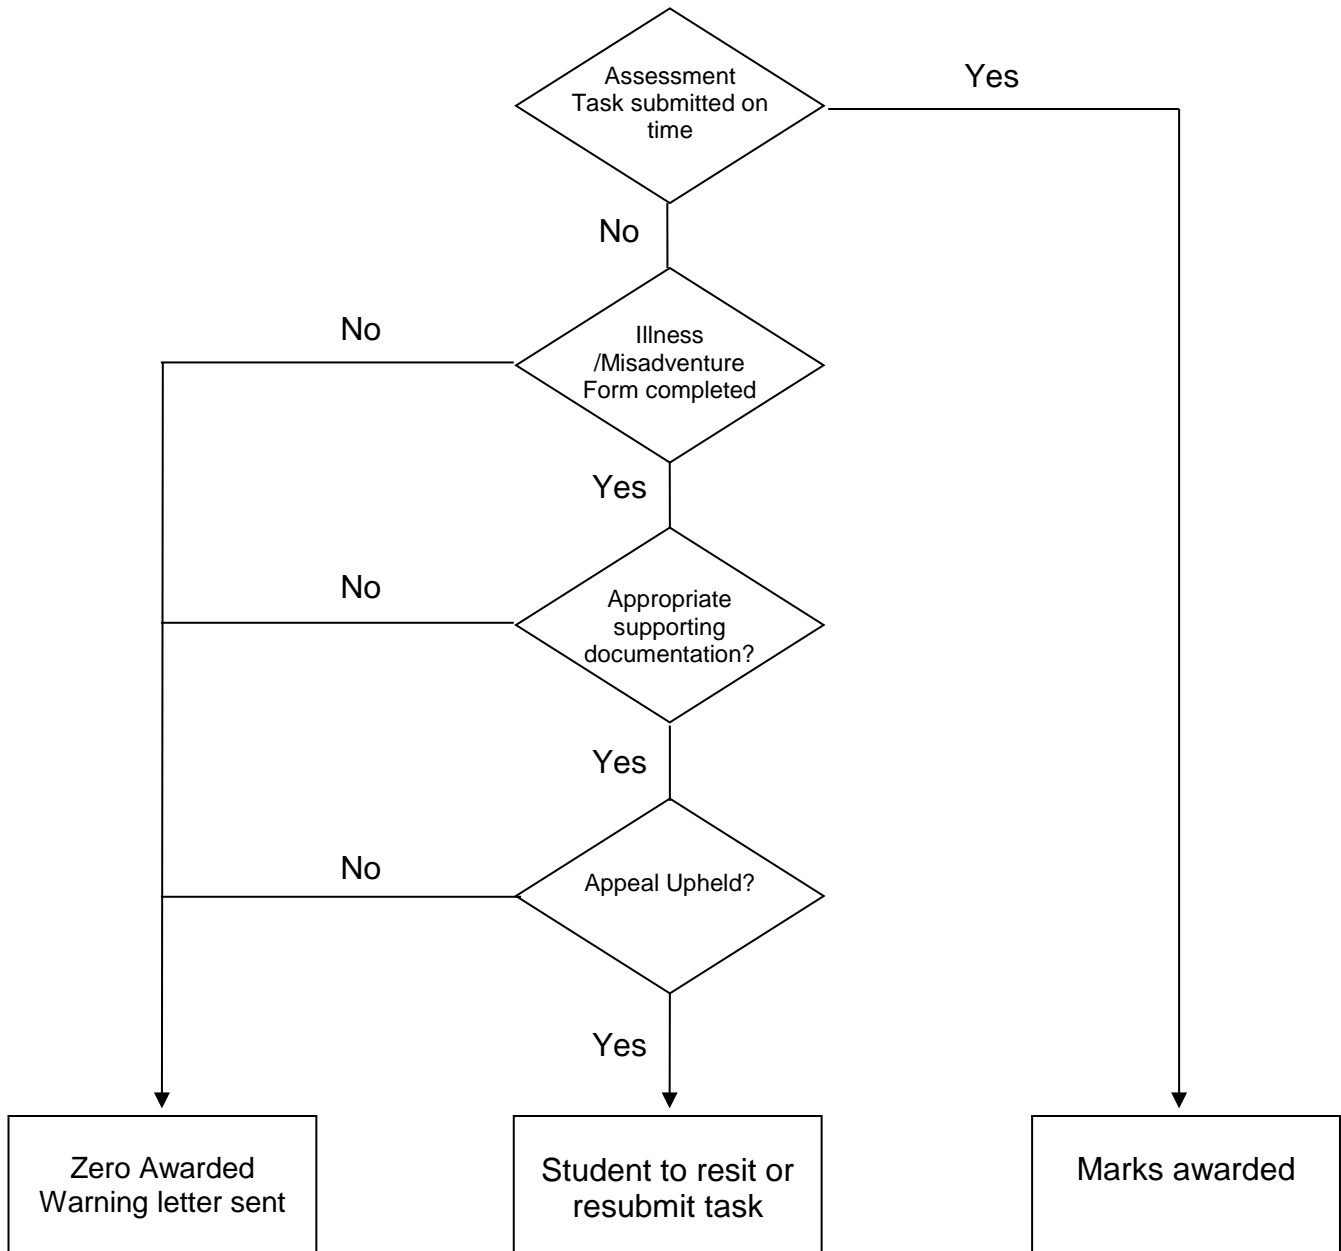 Assessment
Task submitted on
time
Yes
No
Illness
/Misadventure
Form completed
No
Yes
Appropriate
supporting
documentation?
No
Yes
Appeal Upheld?
No
Yes
Zero Awarded
Warning letter sent
Student to resit or
resubmit task
Marks awarded